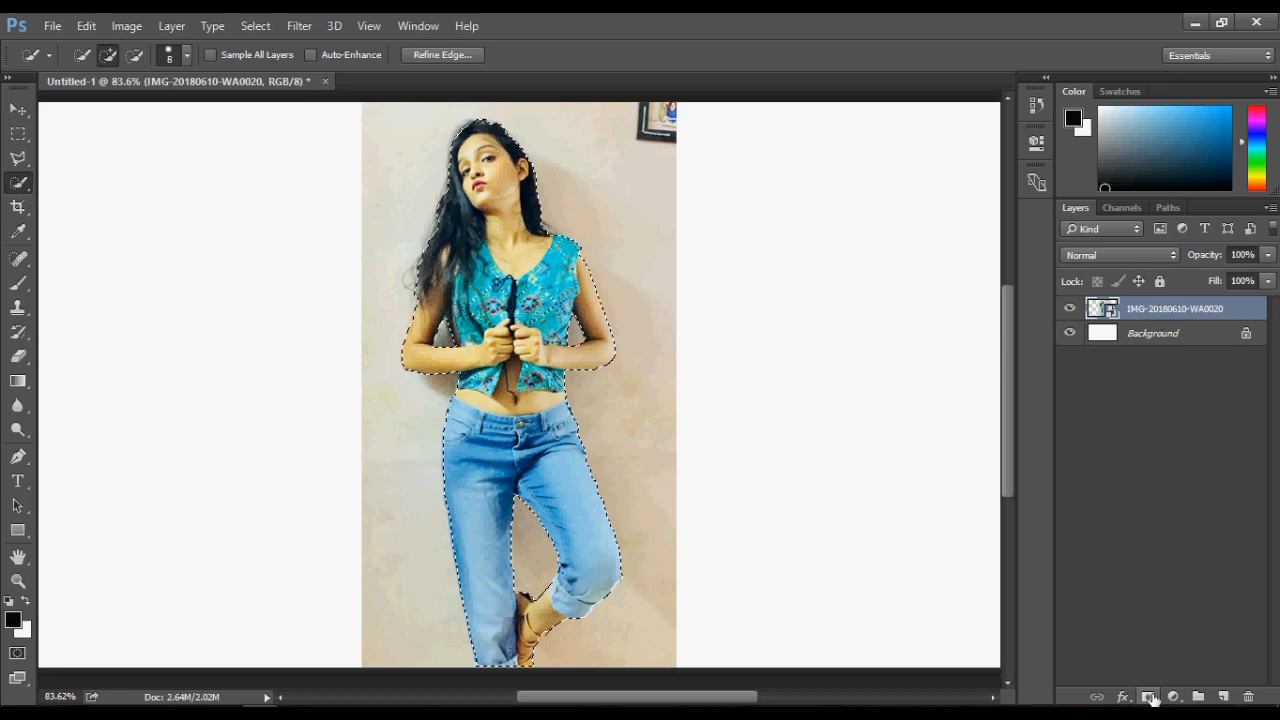 Ps File Edit Image Layer Type Select Filter 3D View Window Help
8 Sample All Layers Auto-Enhance Refine Edge... Essentials
Untitled-1 @ 83.6% (IMG-20180610-WA0020, RGB/8) * ×
Color Swatches
Layers Channels Paths
Kind T
Normal Opacity: 100%
Lock: Fill: 100%
IMG-20180610-WA0020
Background
83.62% Doc: 2.64M/2.02M
fx